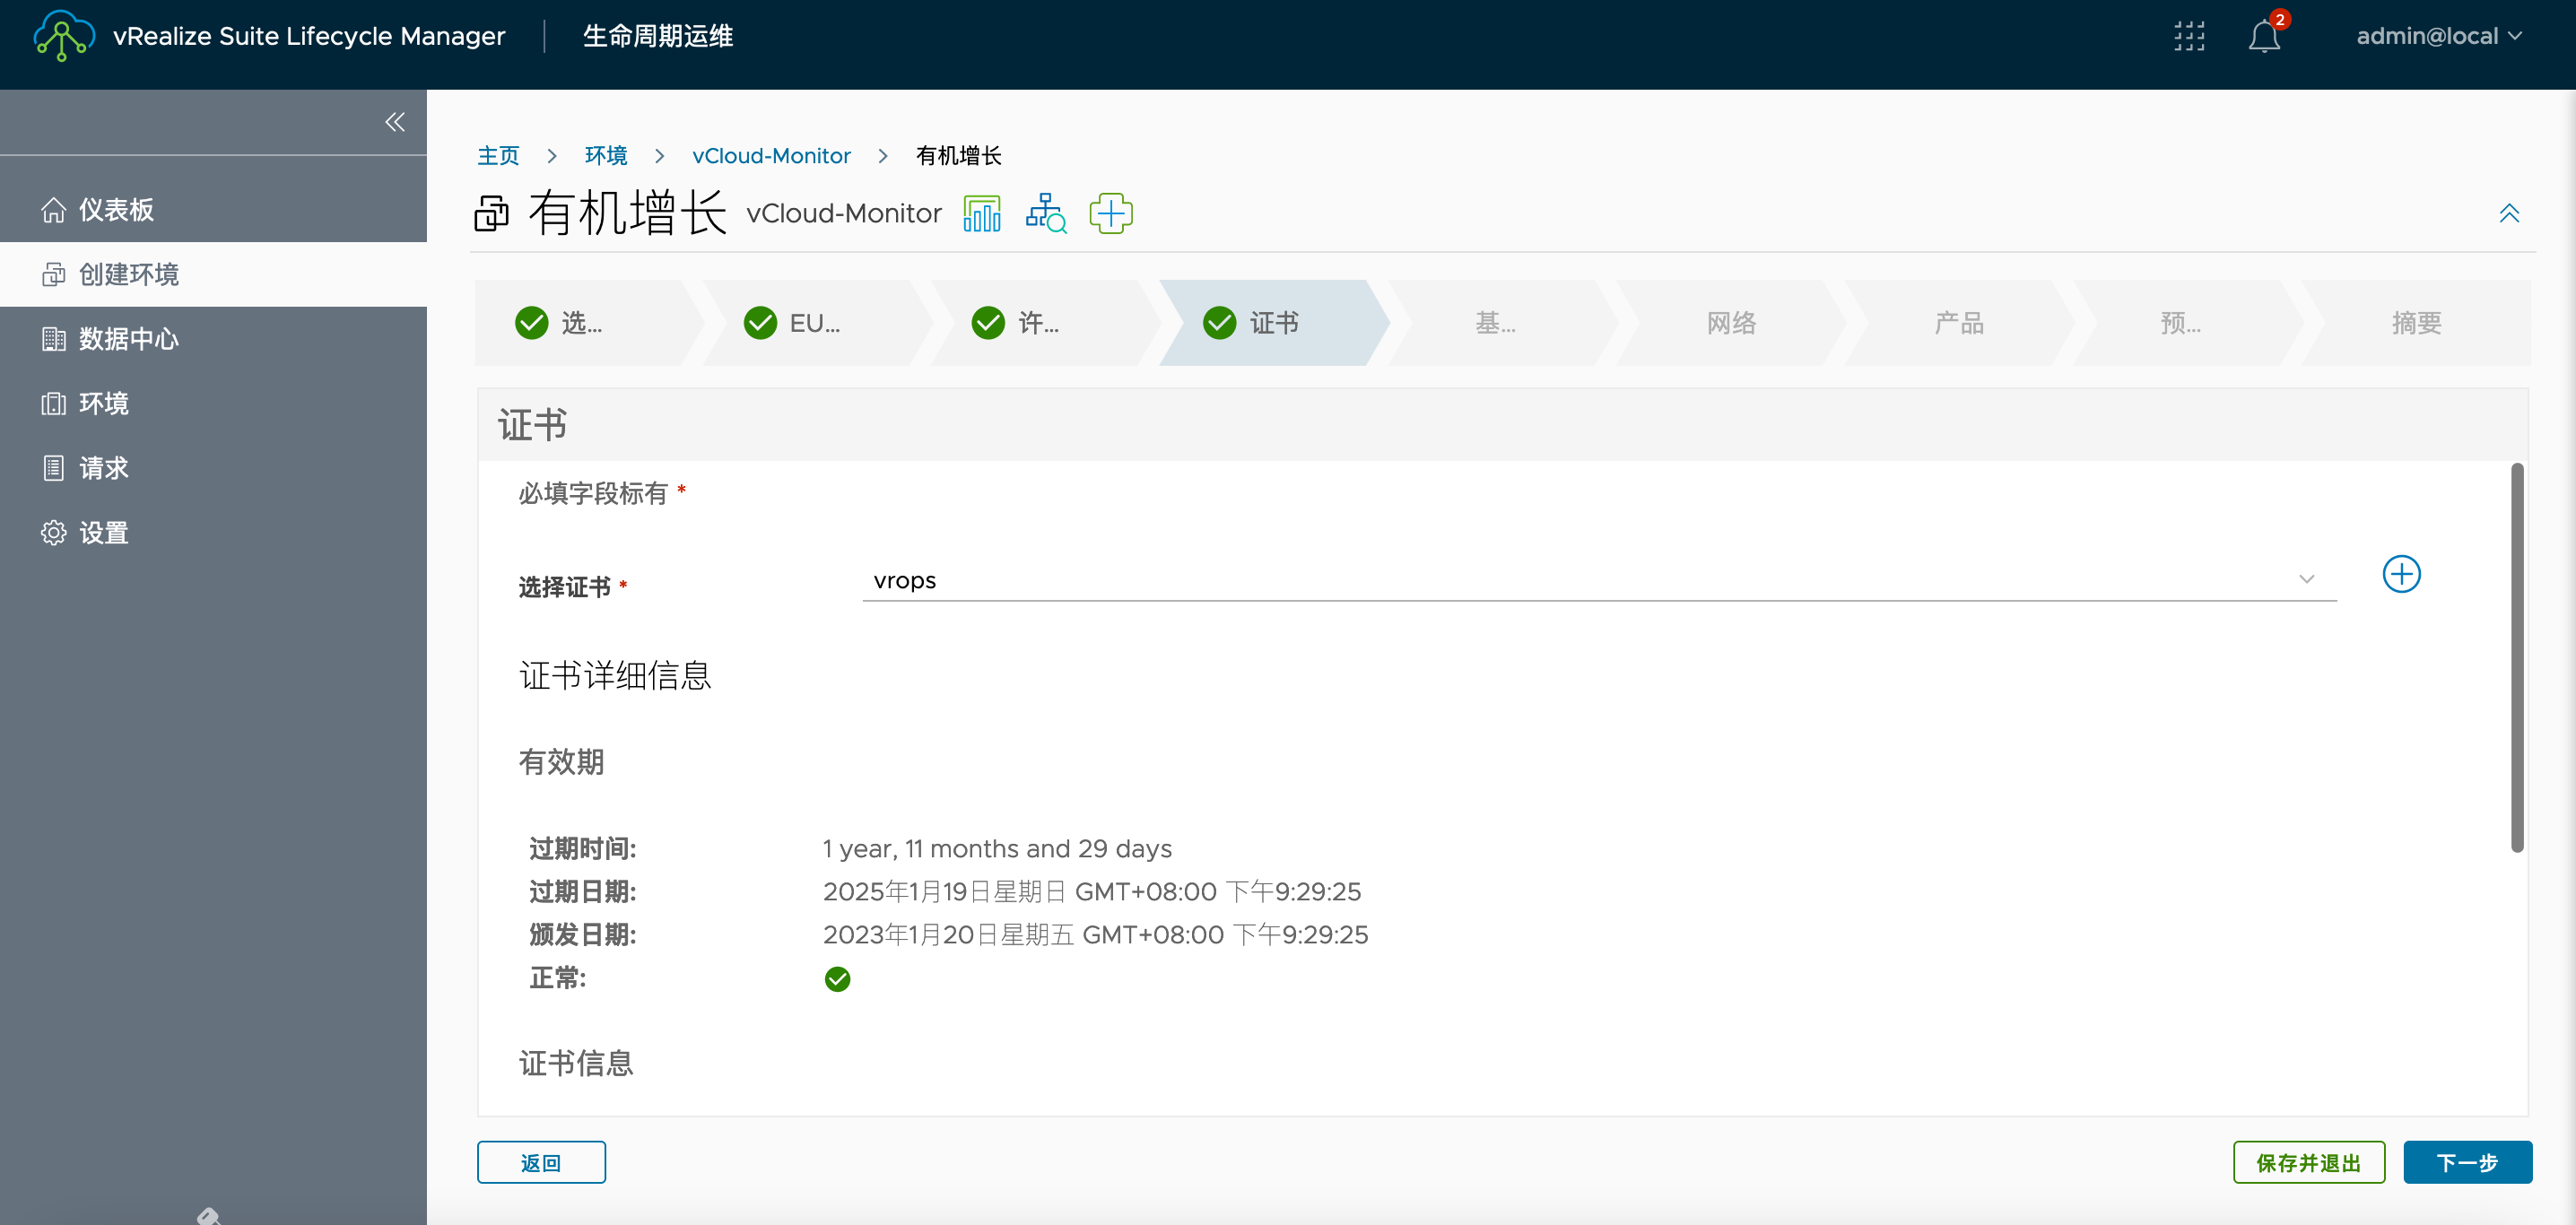 vRealize Suite Lifecycle Manager
生命周期运维
2
admin@local
主页 > 环境 > vCloud-Monitor > 有机增长
仪表板
创建环境
数据中心
环境
请求
设置
有机增长 vCloud-Monitor
选...
EU...
许...
证书
基...
网络
产品
预...
摘要
证书
必填字段标有 *
选择证书 * vrops
证书详细信息
有效期
过期时间: 1 year, 11 months and 29 days
过期日期: 2025年1月19日星期日 GMT+08:00 下午9:29:25
颁发日期: 2023年1月20日星期五 GMT+08:00 下午9:29:25
正常:
证书信息
返回
保存并退出
下一步